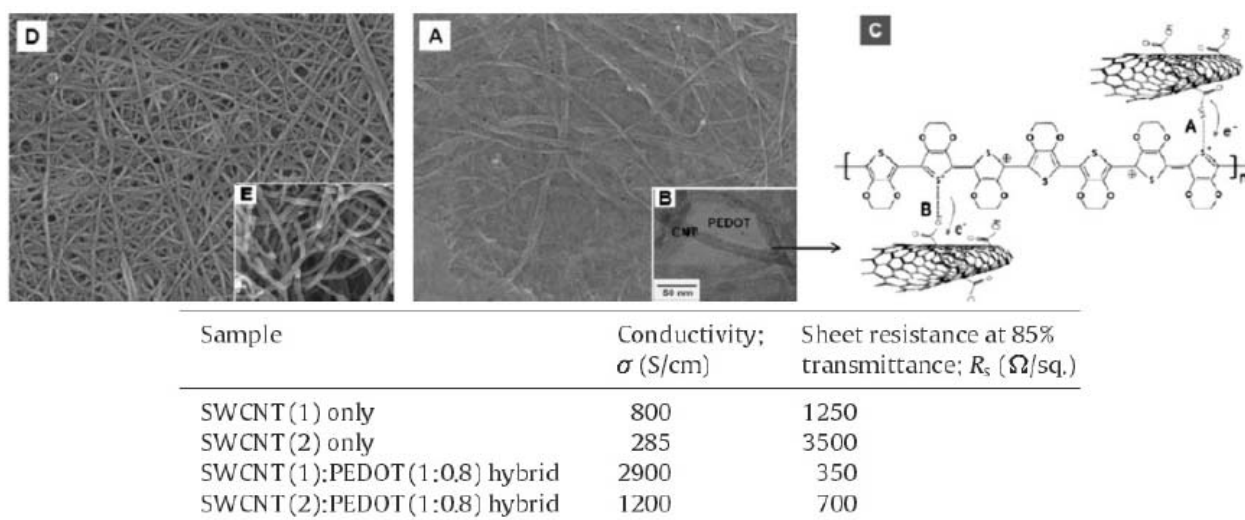 D
A
C
E
B
CNT
PEDOT
50 nm
A
e⁻
B
e⁻
n
Sample
Conductivity;
σ (S/cm)
Sheet resistance at 85%
transmittance; Rₛ (Ω/sq.)
SWCNT(1) only 800 1250
SWCNT(2) only 285 3500
SWCNT(1):PEDOT(1:0.8) hybrid 2900 350
SWCNT(2):PEDOT(1:0.8) hybrid 1200 700